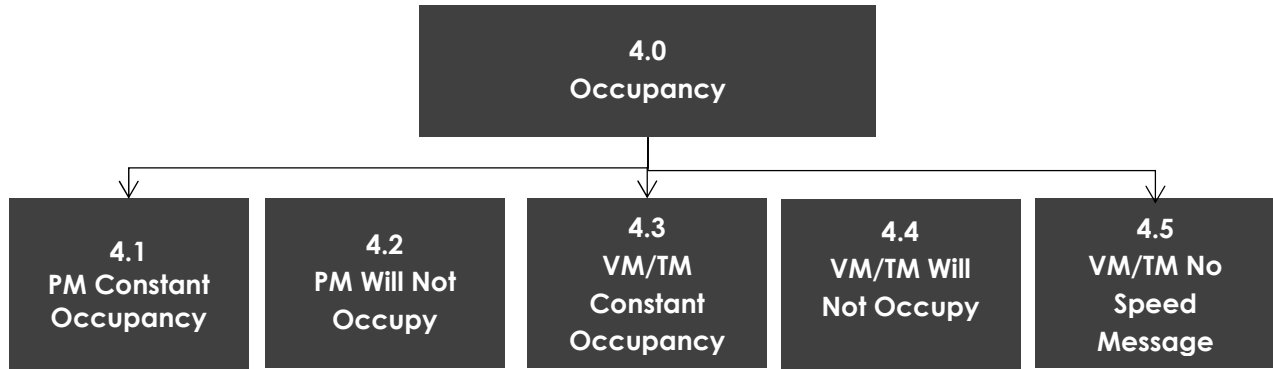 4.0
Occupancy
4.1
PM Constant
Occupancy
4.2
PM Will Not
Occupy
4.3
VM/TM
Constant
Occupancy
4.4
VM/TM Will
Not Occupy
4.5
VM/TM No
Speed
Message